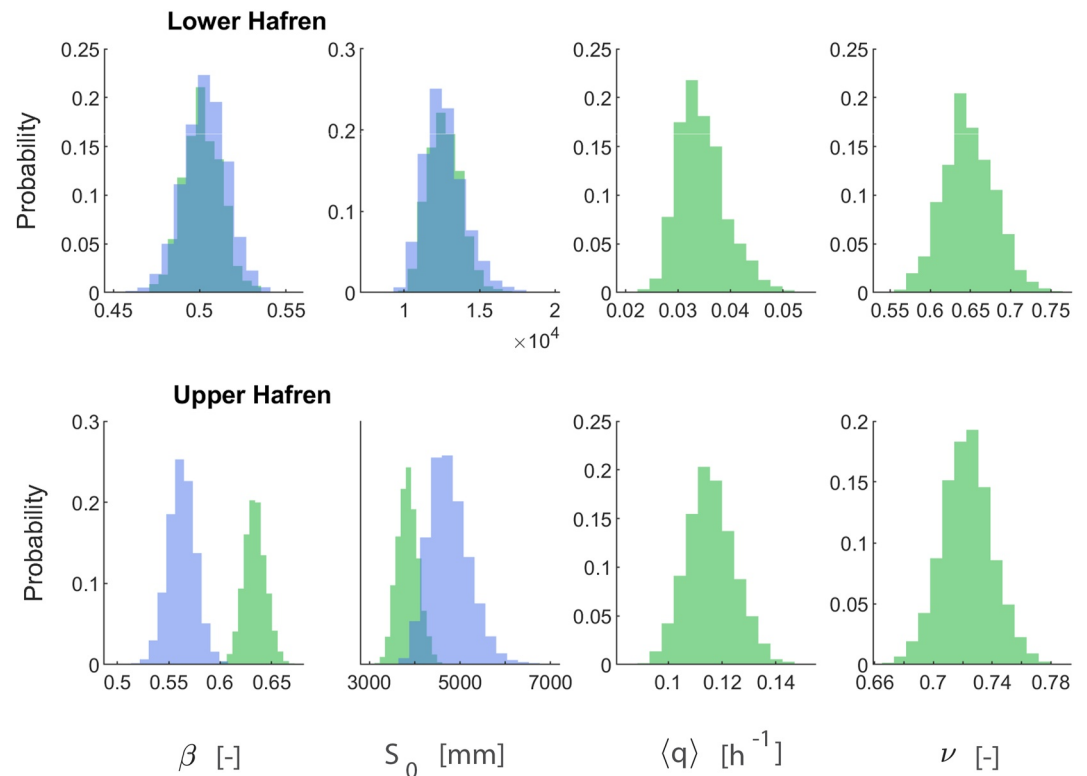 Lower Hafren
Probability
0.25 0.2 0.15 0.1 0.05 0
0.45 0.5 0.55
0.3 0.2 0.1 0
1 1.5 2
×10⁴
0.25 0.2 0.15 0.1 0.05 0
0.02 0.03 0.04 0.05
0.25 0.2 0.15 0.1 0.05 0
0.55 0.6 0.65 0.7 0.75
Upper Hafren
Probability
0.3 0.2 0.1 0
0.5 0.55 0.6 0.65
3000 5000 7000
0.25 0.2 0.15 0.1 0.05 0
0.1 0.12 0.14
0.2 0.15 0.1 0.05 0
0.66 0.7 0.74 0.78
β [-]
S₀ [mm]
⟨q⟩ [h⁻¹]
ν [-]